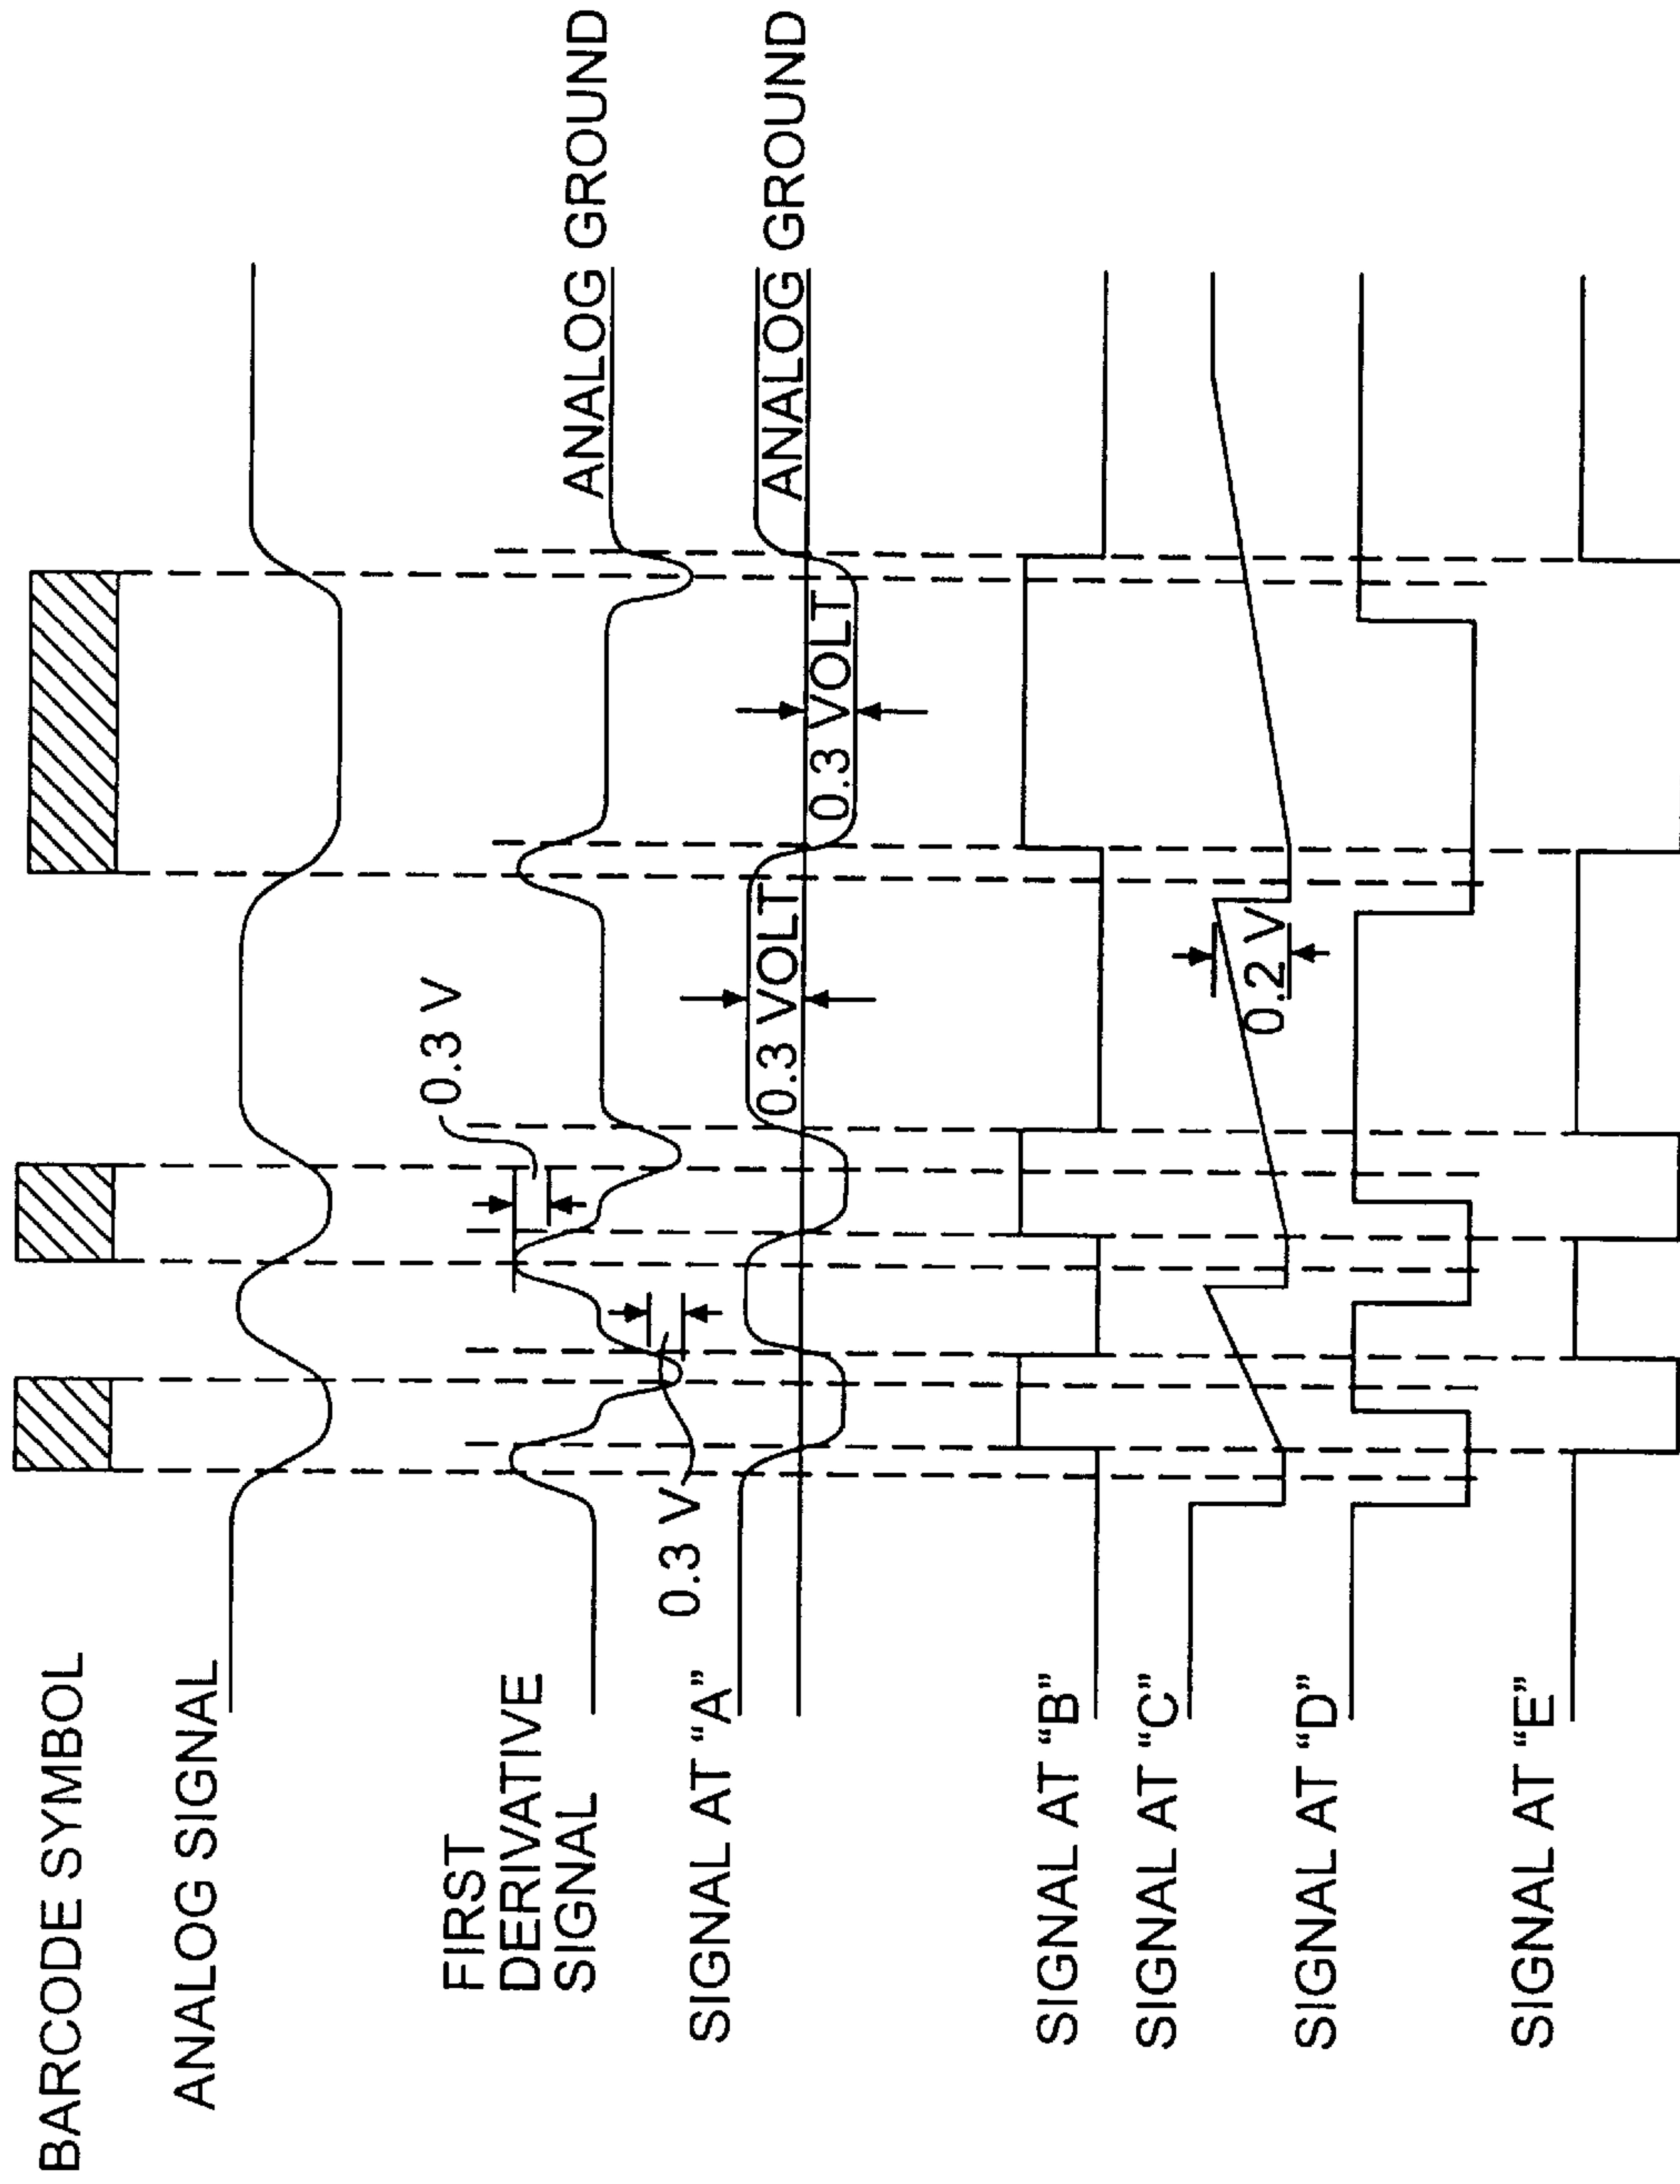 BARCODE SYMBOL
ANALOG SIGNAL
0.3 V
FIRST
DERIVATIVE
SIGNAL
ANALOG GROUND
0.3 V
SIGNAL AT “A”
0.3 VOLT
ANALOG GROUND
0.3 VOLT
SIGNAL AT “B”
SIGNAL AT “C”
0.2 V
SIGNAL AT “D”
SIGNAL AT “E”